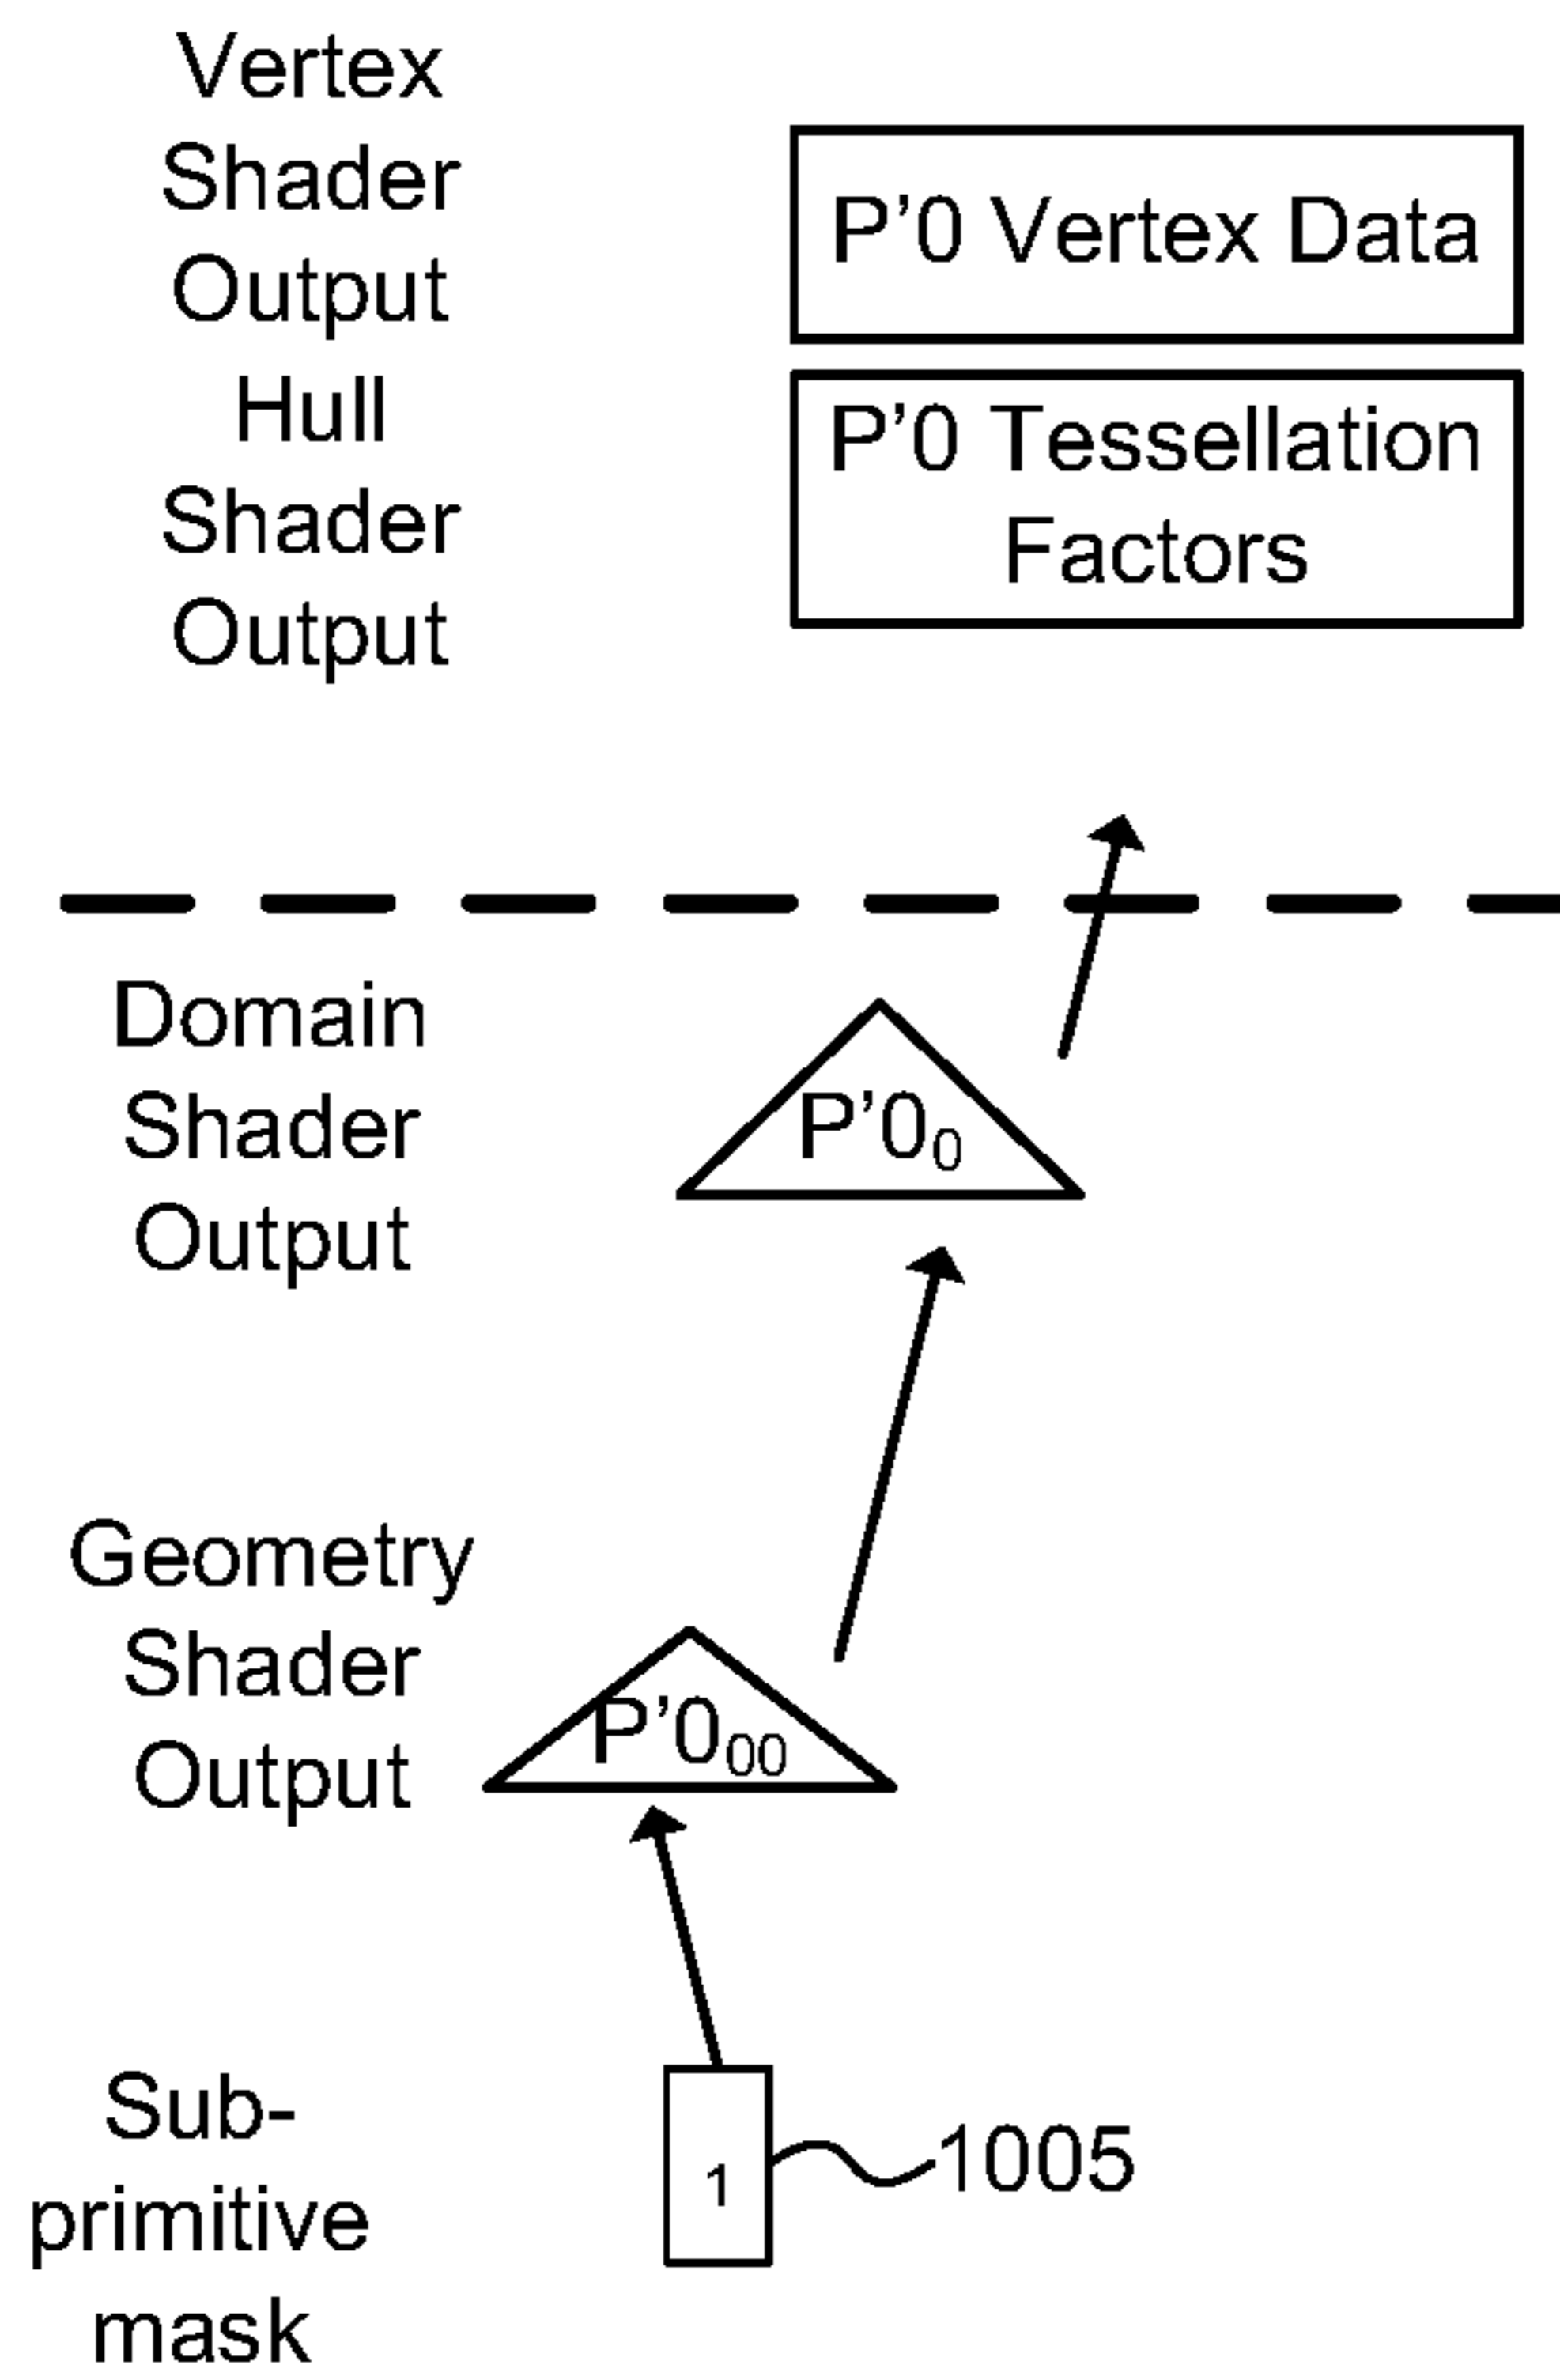 Vertex
Shader
Output
P'0 Vertex Data
Hull
Shader
Output
P'0 Tessellation
Factors
Domain
Shader
Output
P'0₀
Geometry
Shader
Output
P'0₀₀
Sub-
primitive
mask
1
1005